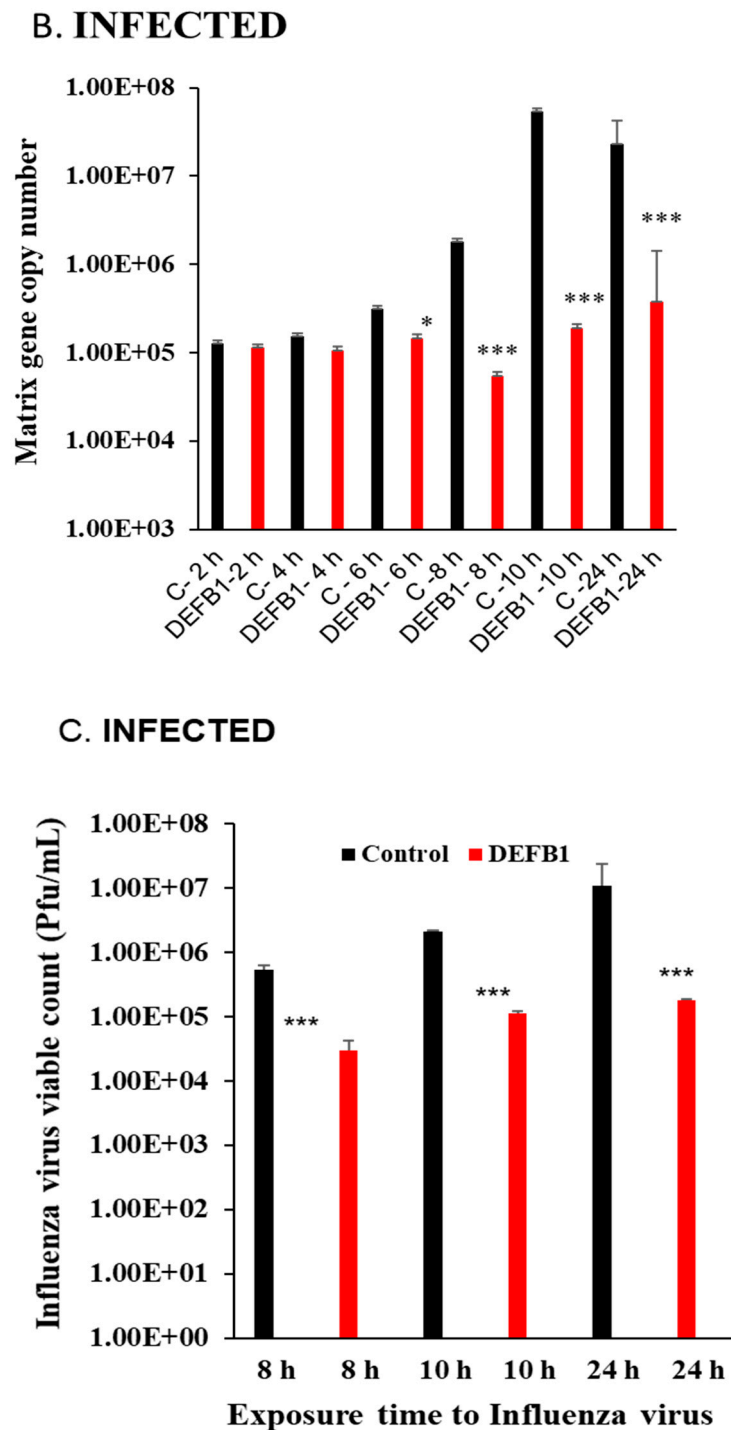 B. INFECTED
Matrix gene copy number
1.00E+08
1.00E+07
1.00E+06
1.00E+05
1.00E+04
1.00E+03
*
***
***
***
C- 2 h
DEFB1-2 h
C- 4 h
DEFB1- 4 h
C - 6 h
DEFB1- 6 h
C -8 h
DEFB1- 8 h
C -10 h
DEFB1 -10 h
C -24 h
DEFB1-24 h
C. INFECTED
Influenza virus viable count (Pfu/mL)
1.00E+08
1.00E+07
1.00E+06
1.00E+05
1.00E+04
1.00E+03
1.00E+02
1.00E+01
1.00E+00
Control DEFB1
***
***
***
8 h 8 h 10 h 10 h 24 h 24 h
Exposure time to Influenza virus